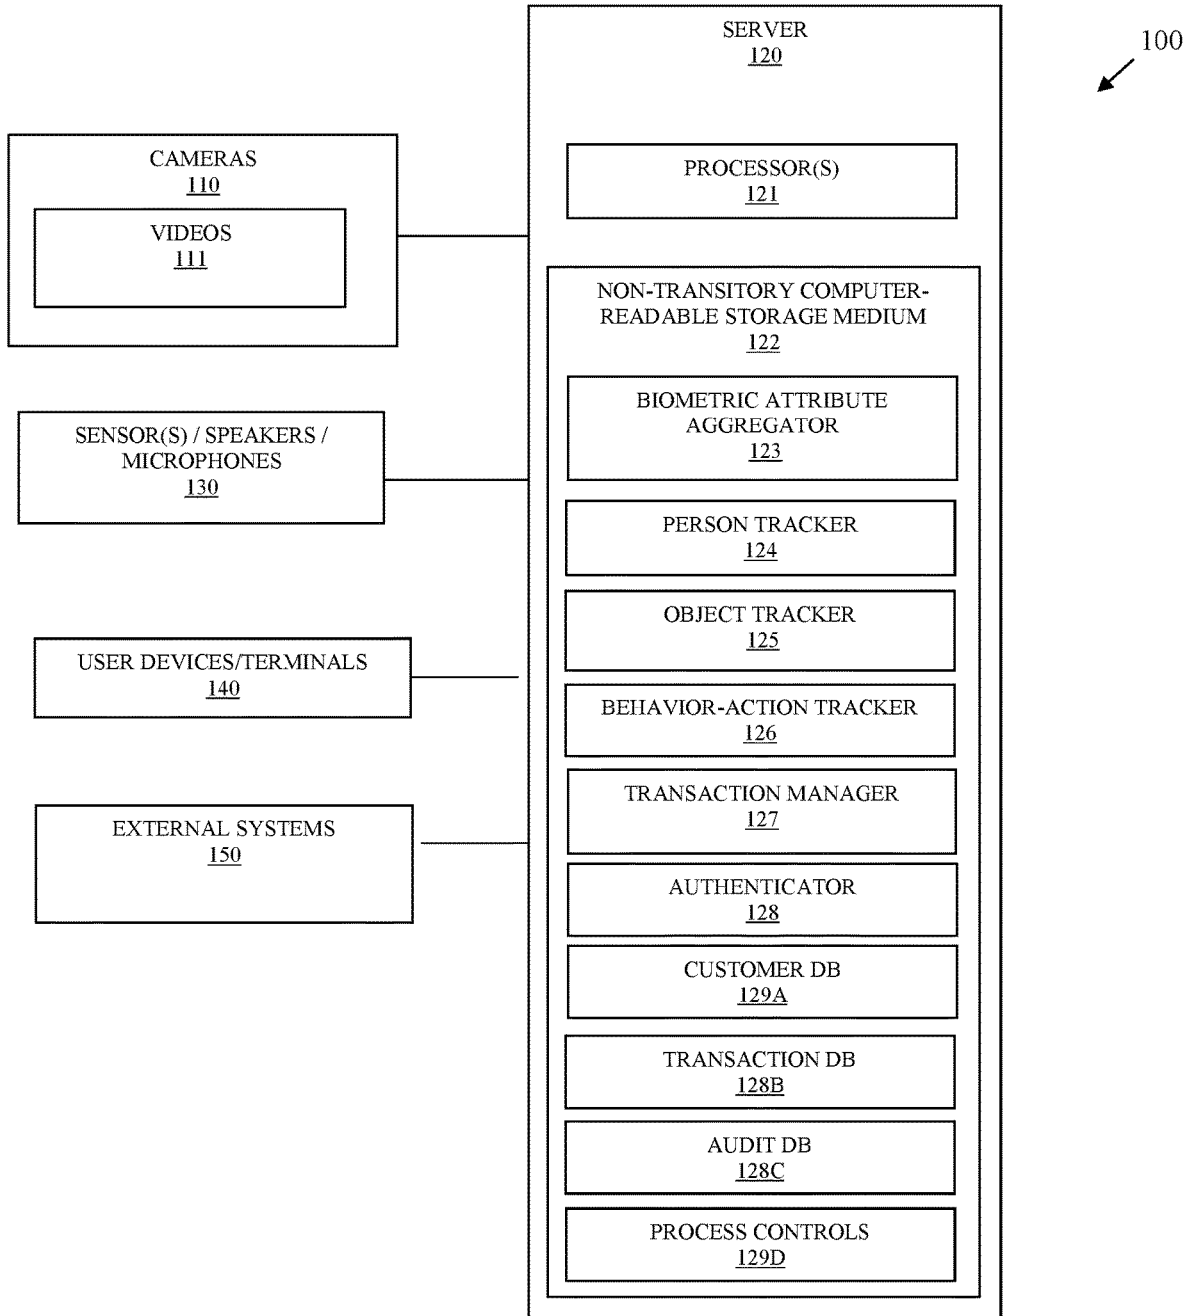 SERVER
120
100
CAMERAS
110
VIDEOS
111
PROCESSOR(S)
121
NON-TRANSITORY COMPUTER-
READABLE STORAGE MEDIUM
122
BIOMETRIC ATTRIBUTE
AGGREGATOR
123
SENSOR(S) / SPEAKERS /
MICROPHONES
130
PERSON TRACKER
124
OBJECT TRACKER
125
USER DEVICES/TERMINALS
140
BEHAVIOR-ACTION TRACKER
126
TRANSACTION MANAGER
127
EXTERNAL SYSTEMS
150
AUTHENTICATOR
128
CUSTOMER DB
129A
TRANSACTION DB
128B
AUDIT DB
128C
PROCESS CONTROLS
129D